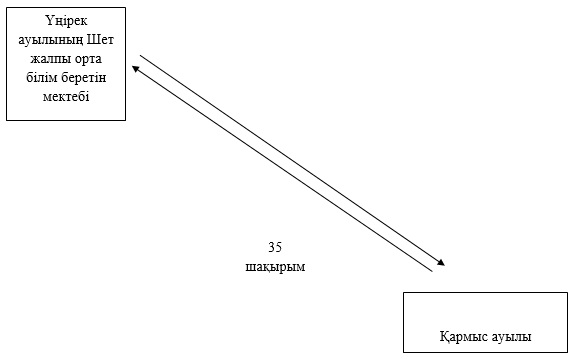 Үңірек
ауылының Шет
жалпы орта
білім беретін
мектебі
35
шақырым
Қармыс ауылы